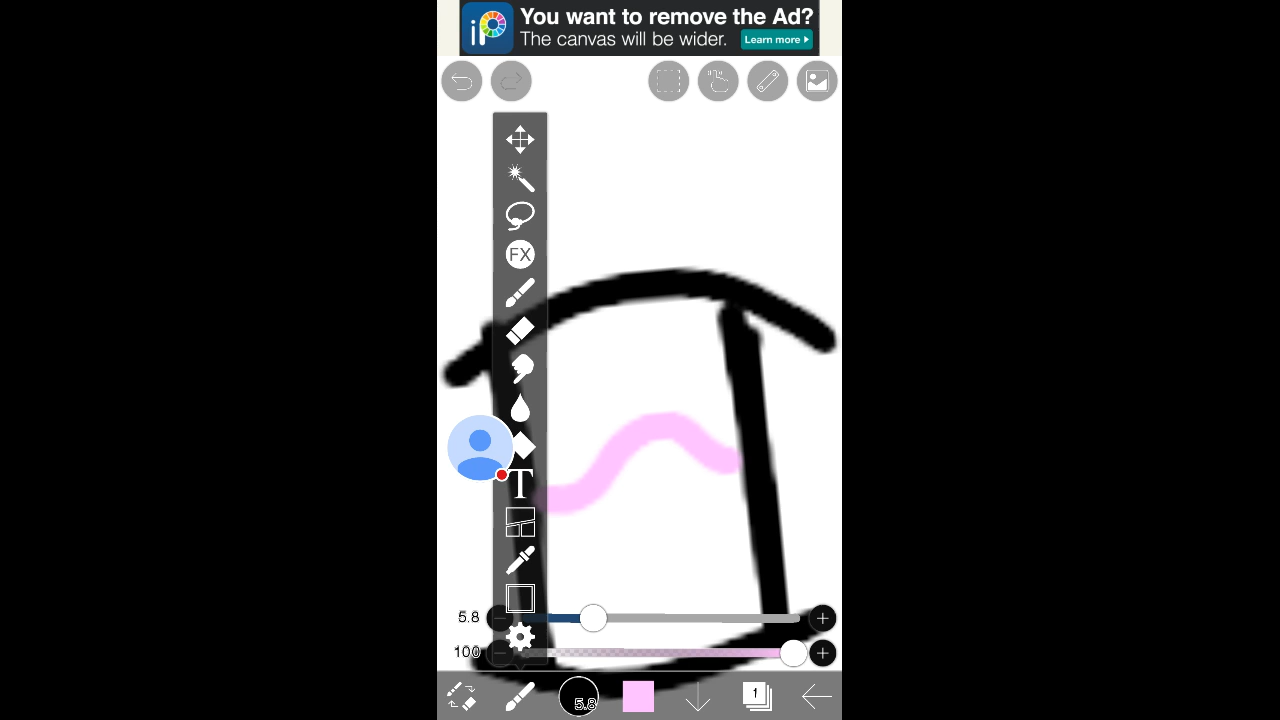 iP
You want to remove the Ad?
The canvas will be wider. Learn more
FX
T
5.8
100
5.8
1